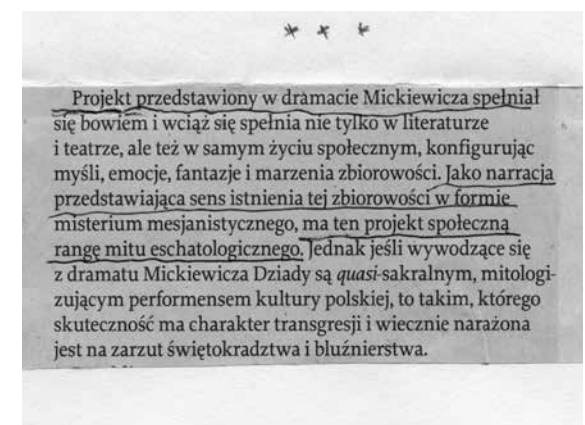 * * *
Projekt przedstawiony w dramacie Mickiewicza spełniał
się bowiem i wciąż się spełnia nie tylko w literaturze
i teatrze, ale też w samym życiu społecznym, konfigurując
myśli, emocje, fantazje i marzenia zbiorowości. Jako narracja
przedstawiająca sens istnienia tej zbiorowości w formie
misterium mesjanistycznego, ma ten projekt społeczną
rangę mitu eschatologicznego. Jednak jeśli wywodzące się
z dramatu Mickiewicza Dziady są quasi-sakralnym, mitologi-
zującym performensem kultury polskiej, to takim, którego
skuteczność ma charakter transgresji i wiecznie narażona
jest na zarzut świętokradztwa i bluźnierstwa.